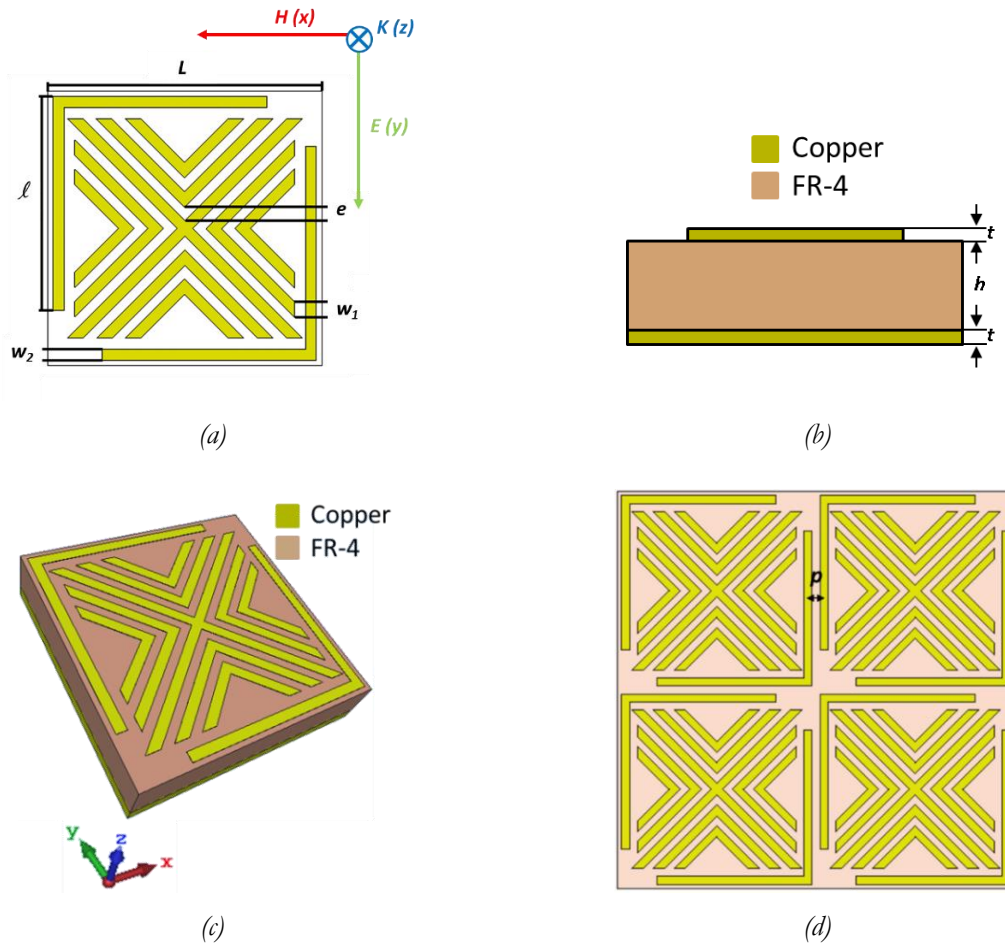 H (x)
K (z)
L
E (y)
ℓ
e
w1
w2
(a)
Copper
FR-4
t
h
t
(b)
Copper
FR-4
y
z
x
(c)
p
(d)